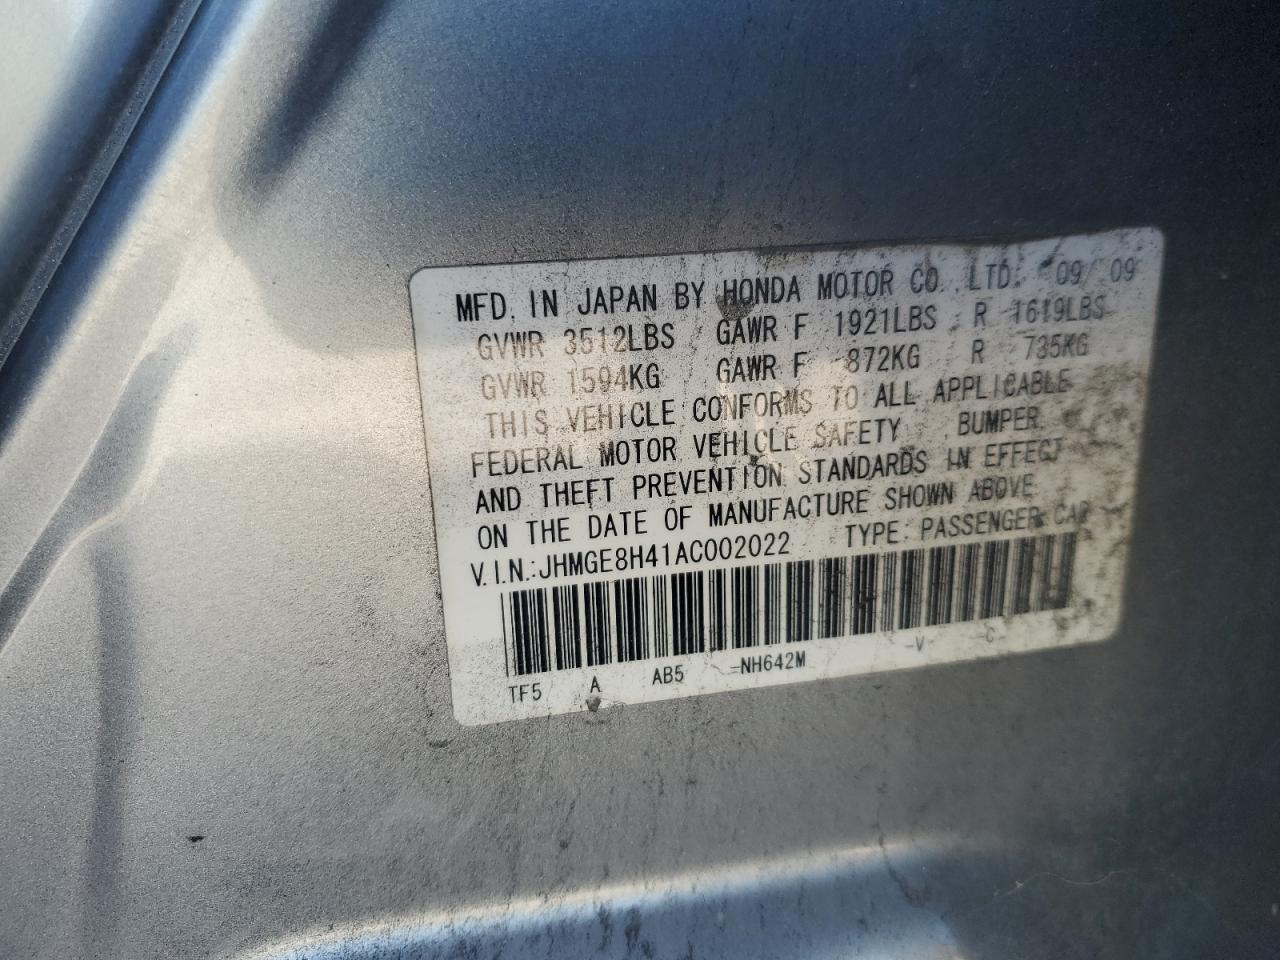 MFD. IN JAPAN BY HONDA MOTOR CO., LTD. 09/ 09
GVWR 3512LBS GAWR F 1921LBS R 1619LBS
GVWR 1594KG GAWR F 872KG R 735KG
THIS VEHICLE CONFORMS TO ALL APPLICABLE
FEDERAL MOTOR VEHICLE SAFETY, BUMPER,
AND THEFT PREVENTION STANDARDS IN EFFECT
ON THE DATE OF MANUFACTURE SHOWN ABOVE
V.I.N.:JHMGE8H41AC002022 TYPE: PASSENGER CAR
TF5 A AB5 -NH642M -V- -C-